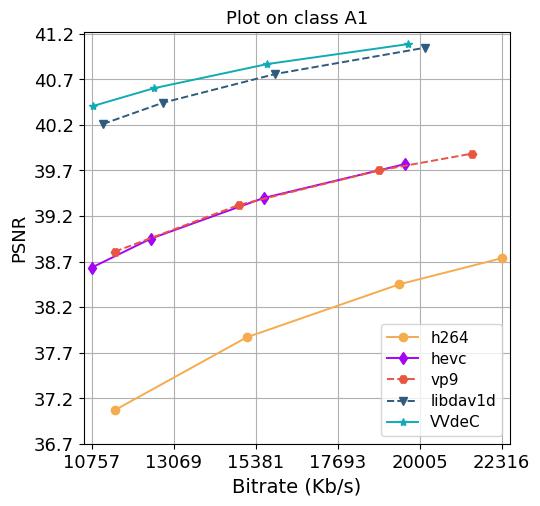 Plot on class A1
PSNR
41.2
40.7
40.2
39.7
39.2
38.7
38.2
37.7
37.2
36.7
h264
hevc
vp9
libdav1d
VVdeC
10757 13069 15381 17693 20005 22316
Bitrate (Kb/s)